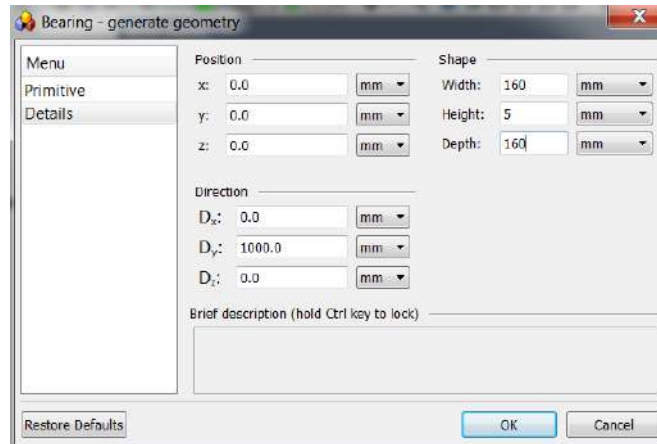 Bearing - generate geometry
Menu
Primitive
Details
Position
x: 0.0 mm
y: 0.0 mm
z: 0.0 mm
Shape
Width: 160 mm
Height: 5 mm
Depth: 160 mm
Direction
Dx: 0.0 mm
Dy: 1000.0 mm
Dz: 0.0 mm
Brief description (hold Ctrl key to lock)
Restore Defaults
OK
Cancel